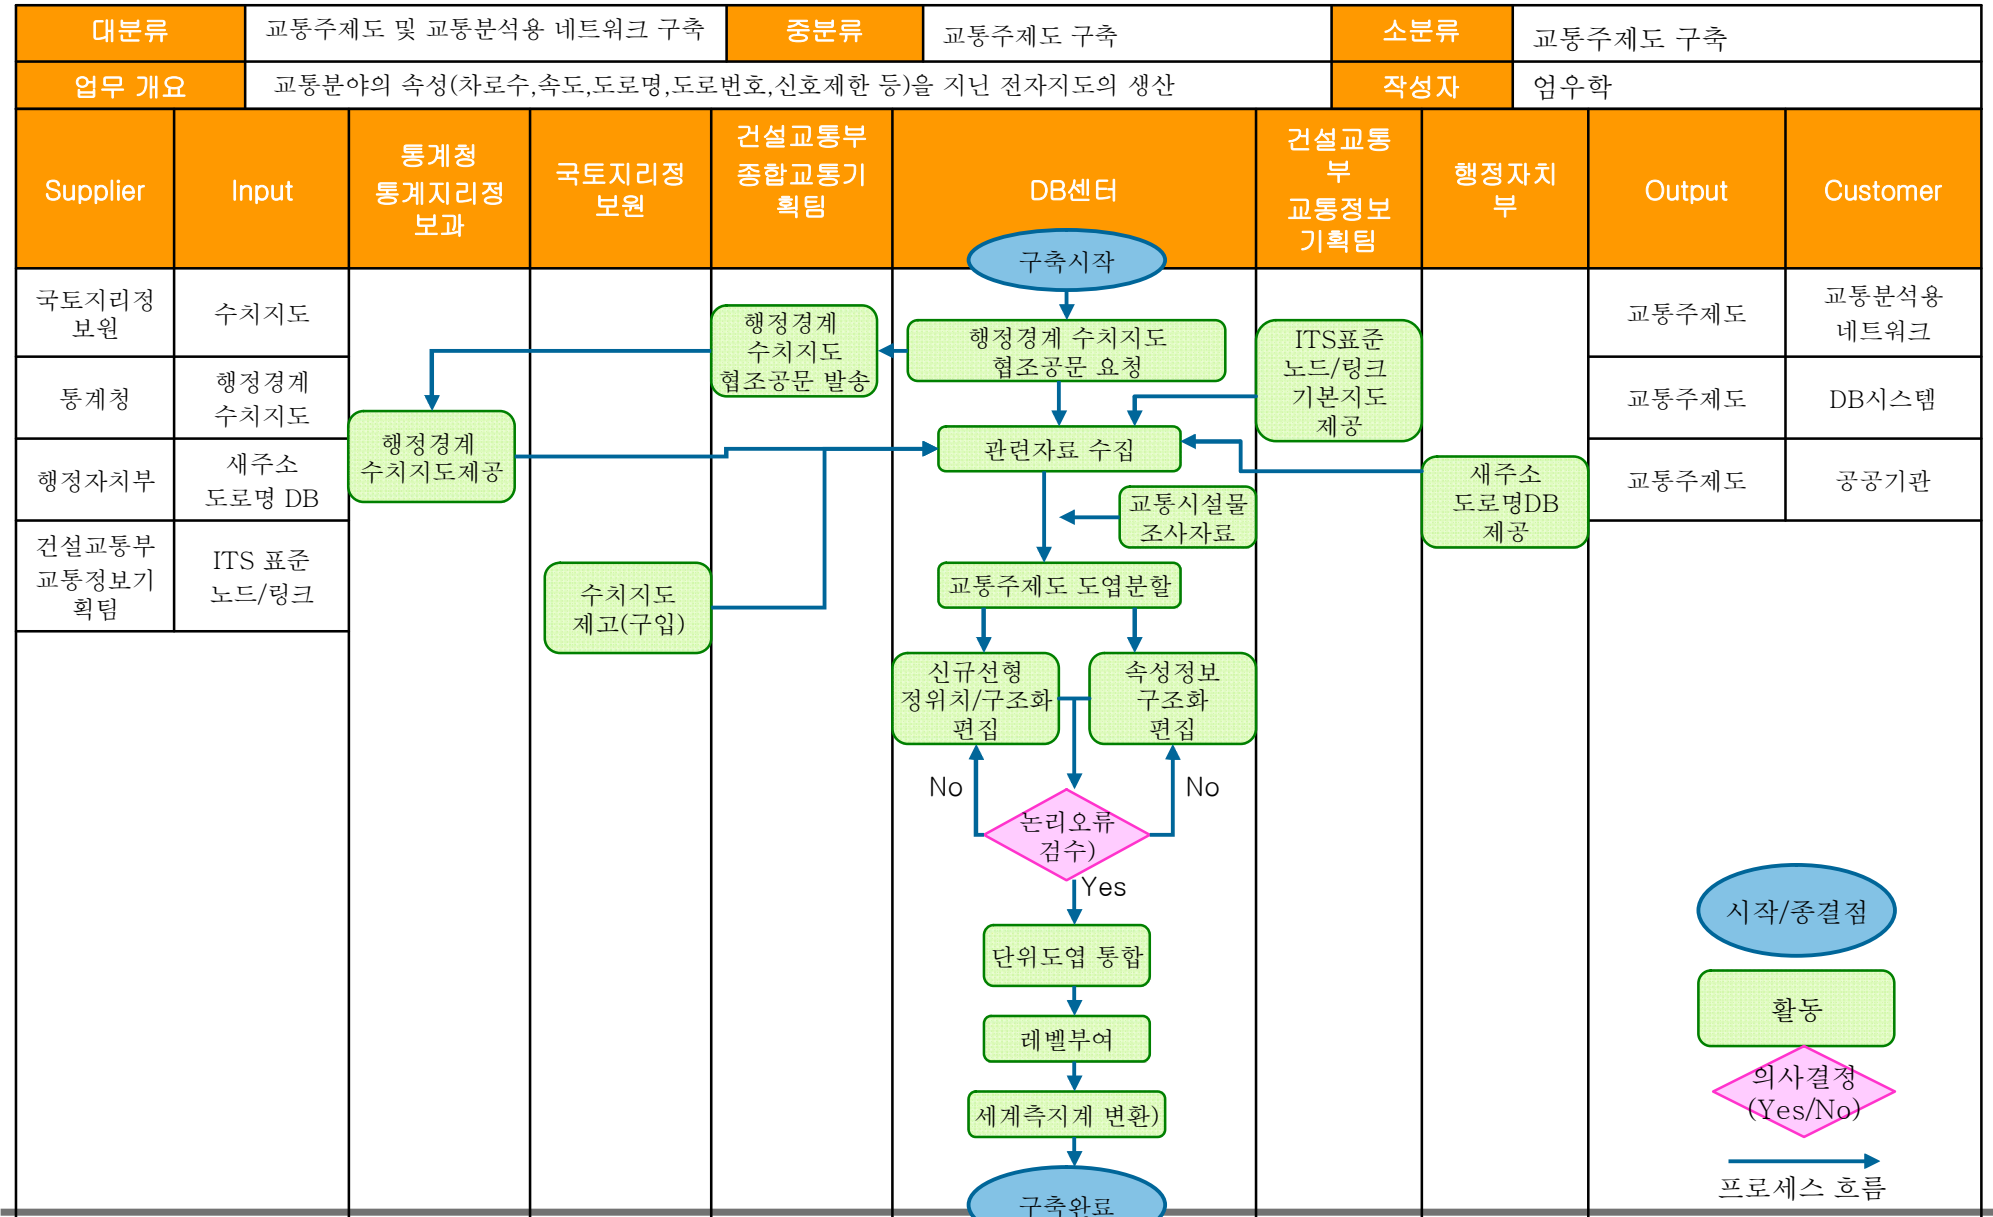 대분류
교통주제도 및 교통분석용 네트워크 구축
중분류
교통주제도 구축
소분류
교통주제도 구축
업무 개요
교통분야의 속성(차로수,속도,도로명,도로번호,신호제한 등)을 지닌 전자지도의 생산
작성자
엄우학
Supplier
Input
통계청
통계지리정
보과
국토지리정
보원
건설교통부
종합교통기
획팀
DB센터
건설교통
부
교통정보
기획팀
행정자치
부
Output
Customer
구축시작
국토지리정
보원
수치지도
행정경계
수치지도
협조공문 발송
행정경계 수치지도
협조공문 요청
ITS표준
노드/링크
기본지도
제공
교통주제도
교통분석용
네트워크
통계청
행정경계
수치지도
행정경계
수치지도제공
관련자료 수집
교통주제도
DB시스템
행정자치부
새주소
도로명 DB
교통시설물
조사자료
새주소
도로명DB
제공
교통주제도
공공기관
건설교통부
교통정보기
획팀
ITS 표준
노드/링크
수치지도
제고(구입)
교통주제도 도엽분할
신규선형
정위치/구조화
편집
속성정보
구조화
편집
No
No
논리오류
검수)
Yes
단위도엽 통합
레벨부여
세계측지계 변환)
구축완료
시작/종결점
활동
의사결정
(Yes/No)
프로세스 흐름